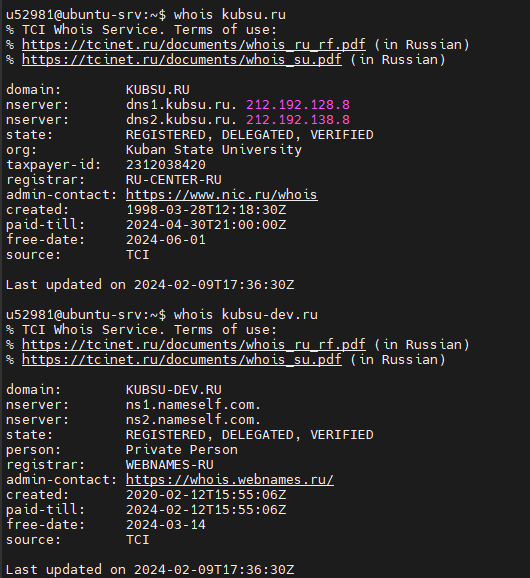 u52981@ubuntu-srv:~$ whois kubsu.ru
% TCI Whois Service. Terms of use:
% https://tcinet.ru/documents/whois_ru_rf.pdf (in Russian)
% https://tcinet.ru/documents/whois_su.pdf (in Russian)

domain:        KUBSU.RU
nserver:       dns1.kubsu.ru. 212.192.128.8
nserver:       dns2.kubsu.ru. 212.192.138.8
state:         REGISTERED, DELEGATED, VERIFIED
org:           Kuban State University
taxpayer-id:   2312038420
registrar:     RU-CENTER-RU
admin-contact: https://www.nic.ru/whois
created:       1998-03-28T12:18:30Z
paid-till:     2024-04-30T21:00:00Z
free-date:     2024-06-01
source:        TCI

Last updated on 2024-02-09T17:36:30Z

u52981@ubuntu-srv:~$ whois kubsu-dev.ru
% TCI Whois Service. Terms of use:
% https://tcinet.ru/documents/whois_ru_rf.pdf (in Russian)
% https://tcinet.ru/documents/whois_su.pdf (in Russian)

domain:        KUBSU-DEV.RU
nserver:       ns1.nameself.com.
nserver:       ns2.nameself.com.
state:         REGISTERED, DELEGATED, VERIFIED
person:        Private Person
registrar:     WEBNAMES-RU
admin-contact: https://whois.webnames.ru/
created:       2020-02-12T15:55:06Z
paid-till:     2024-02-12T15:55:06Z
free-date:     2024-03-14
source:        TCI

Last updated on 2024-02-09T17:36:30Z